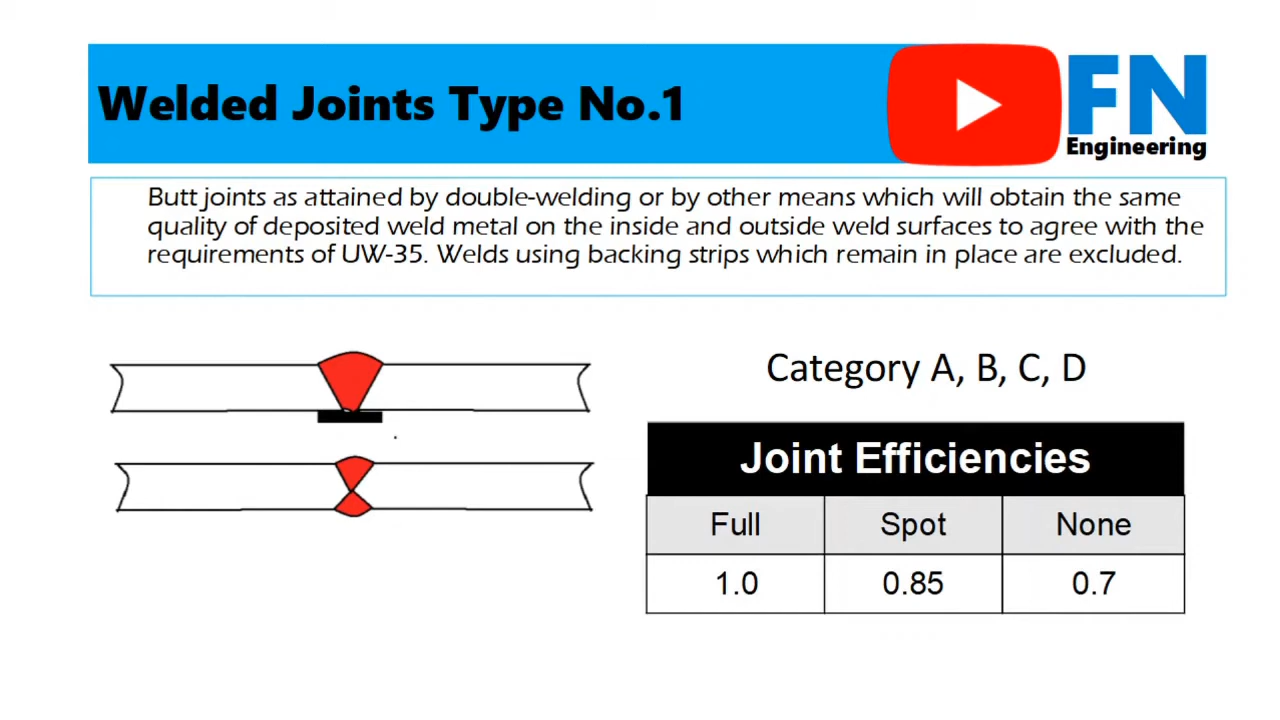 Welded Joints Type No.1
FN
Engineering
Butt joints as attained by double-welding or by other means which will obtain the same
quality of deposited weld metal on the inside and outside weld surfaces to agree with the
requirements of UW-35. Welds using backing strips which remain in place are excluded.
Category A, B, C, D
Joint Efficiencies
Full Spot None
1.0 0.85 0.7